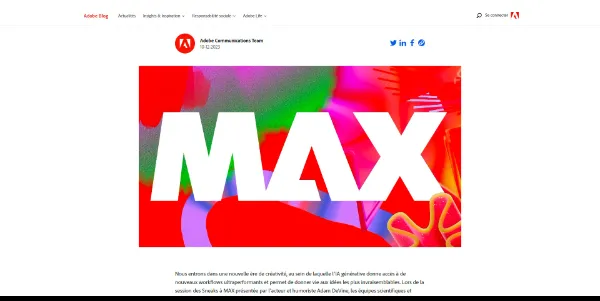 Adobe Blog Actualités Insights & Inspiration Responsabilité sociale Adobe Life Se connecter
Adobe Communications Team
10-12-2023
MAX
Nous entrons dans une nouvelle ère de créativité, au sein de laquelle l'IA générative donne accès à de
nouveaux workflows ultraperformants et permet de donner vie aux idées les plus invraisemblables. Lors de la
session des Sneaks à MAX présentée par l'acteur et humoriste Adam DeVine, les équipes scientifiques et